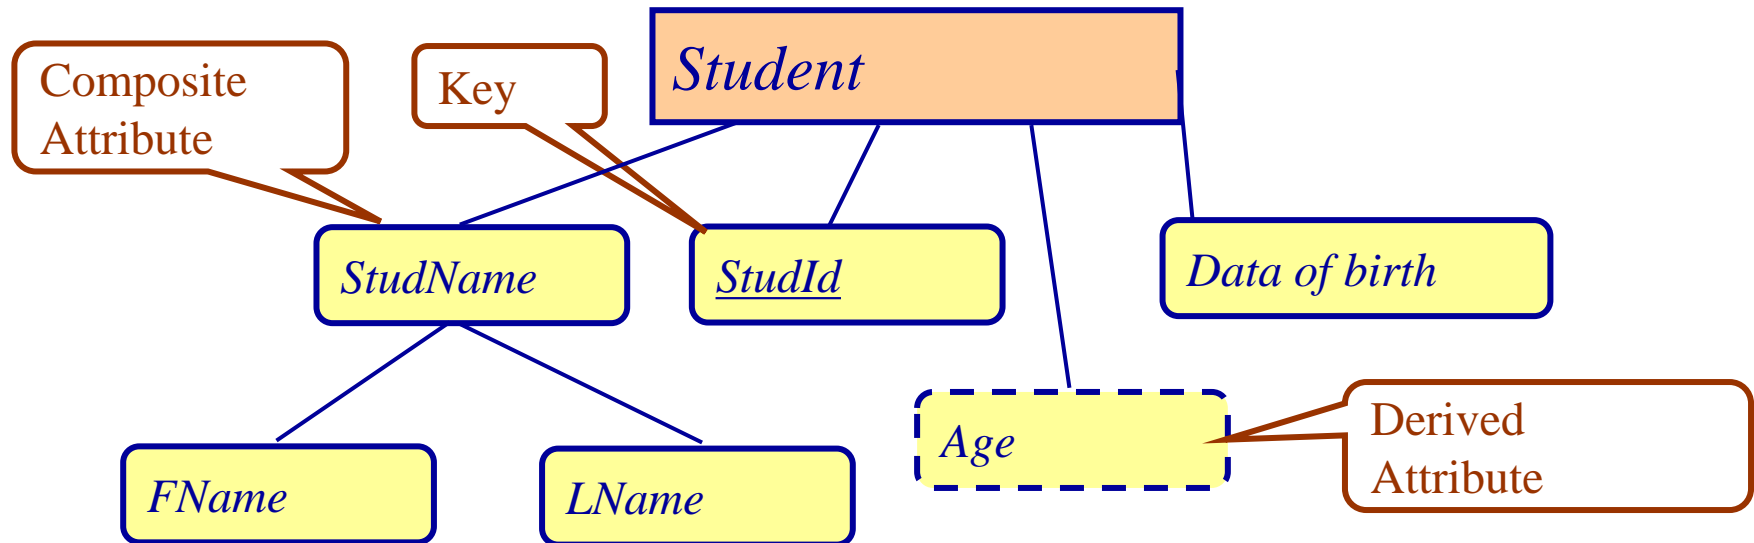 Student
Composite
Attribute
Key
StudName
StudId
Data of birth
FName
LName
Age
Derived
Attribute